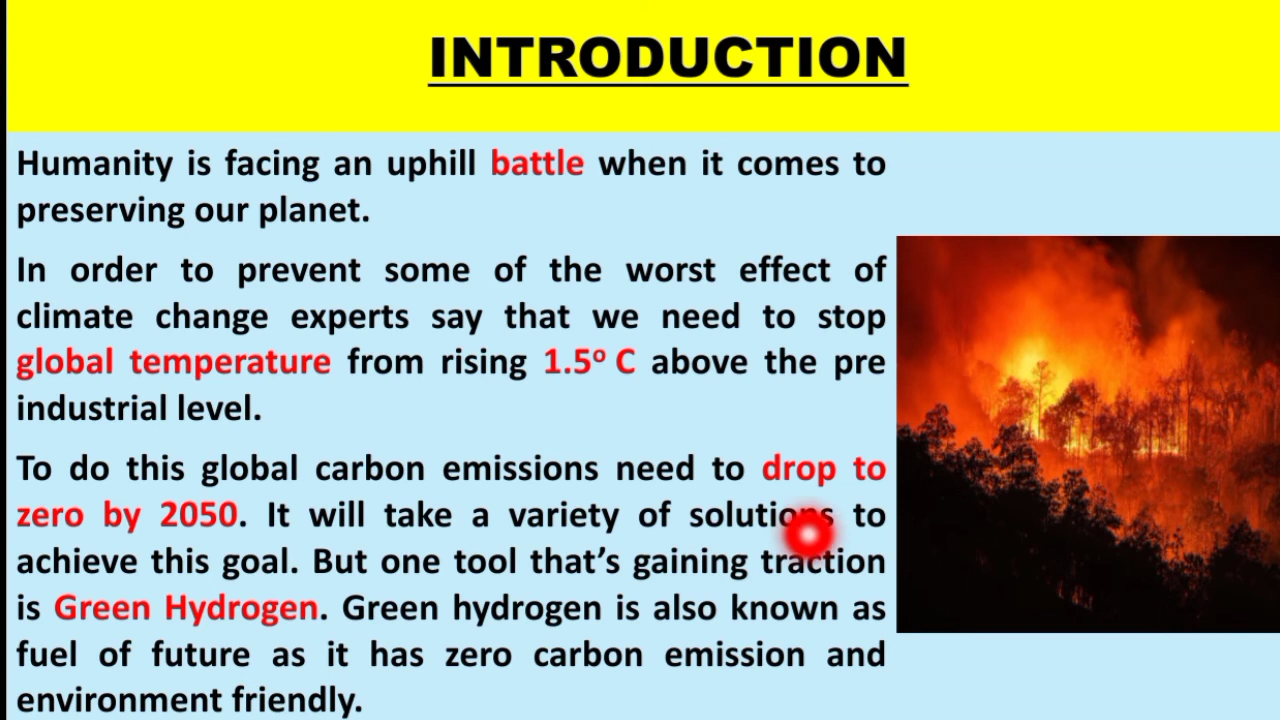 INTRODUCTION
Humanity is facing an uphill battle when it comes to
preserving our planet.
In order to prevent some of the worst effect of
climate change experts say that we need to stop
global temperature from rising 1.5º C above the pre
industrial level.
To do this global carbon emissions need to drop to
zero by 2050. It will take a variety of solutions to
achieve this goal. But one tool that’s gaining traction
is Green Hydrogen. Green hydrogen is also known as
fuel of future as it has zero carbon emission and
environment friendly.